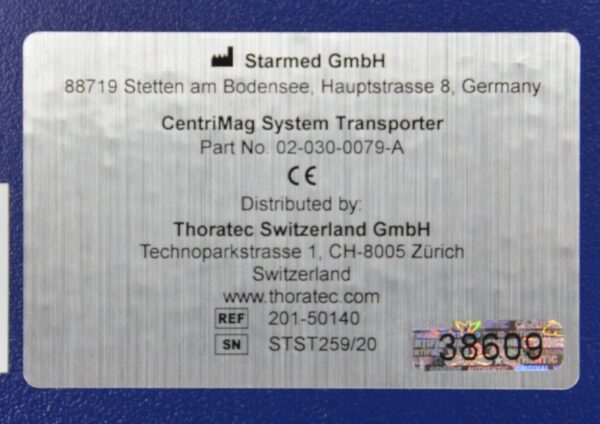 Starmed GmbH
88719 Stetten am Bodensee, Hauptstrasse 8, Germany
CentriMag System Transporter
Part No. 02-030-0079-A
CE
Distributed by:
Thoratec Switzerland GmbH
Technoparkstrasse 1, CH-8005 Zürich
Switzerland
www.thoratec.com
REF 201-50140
SN STST259/20
38609